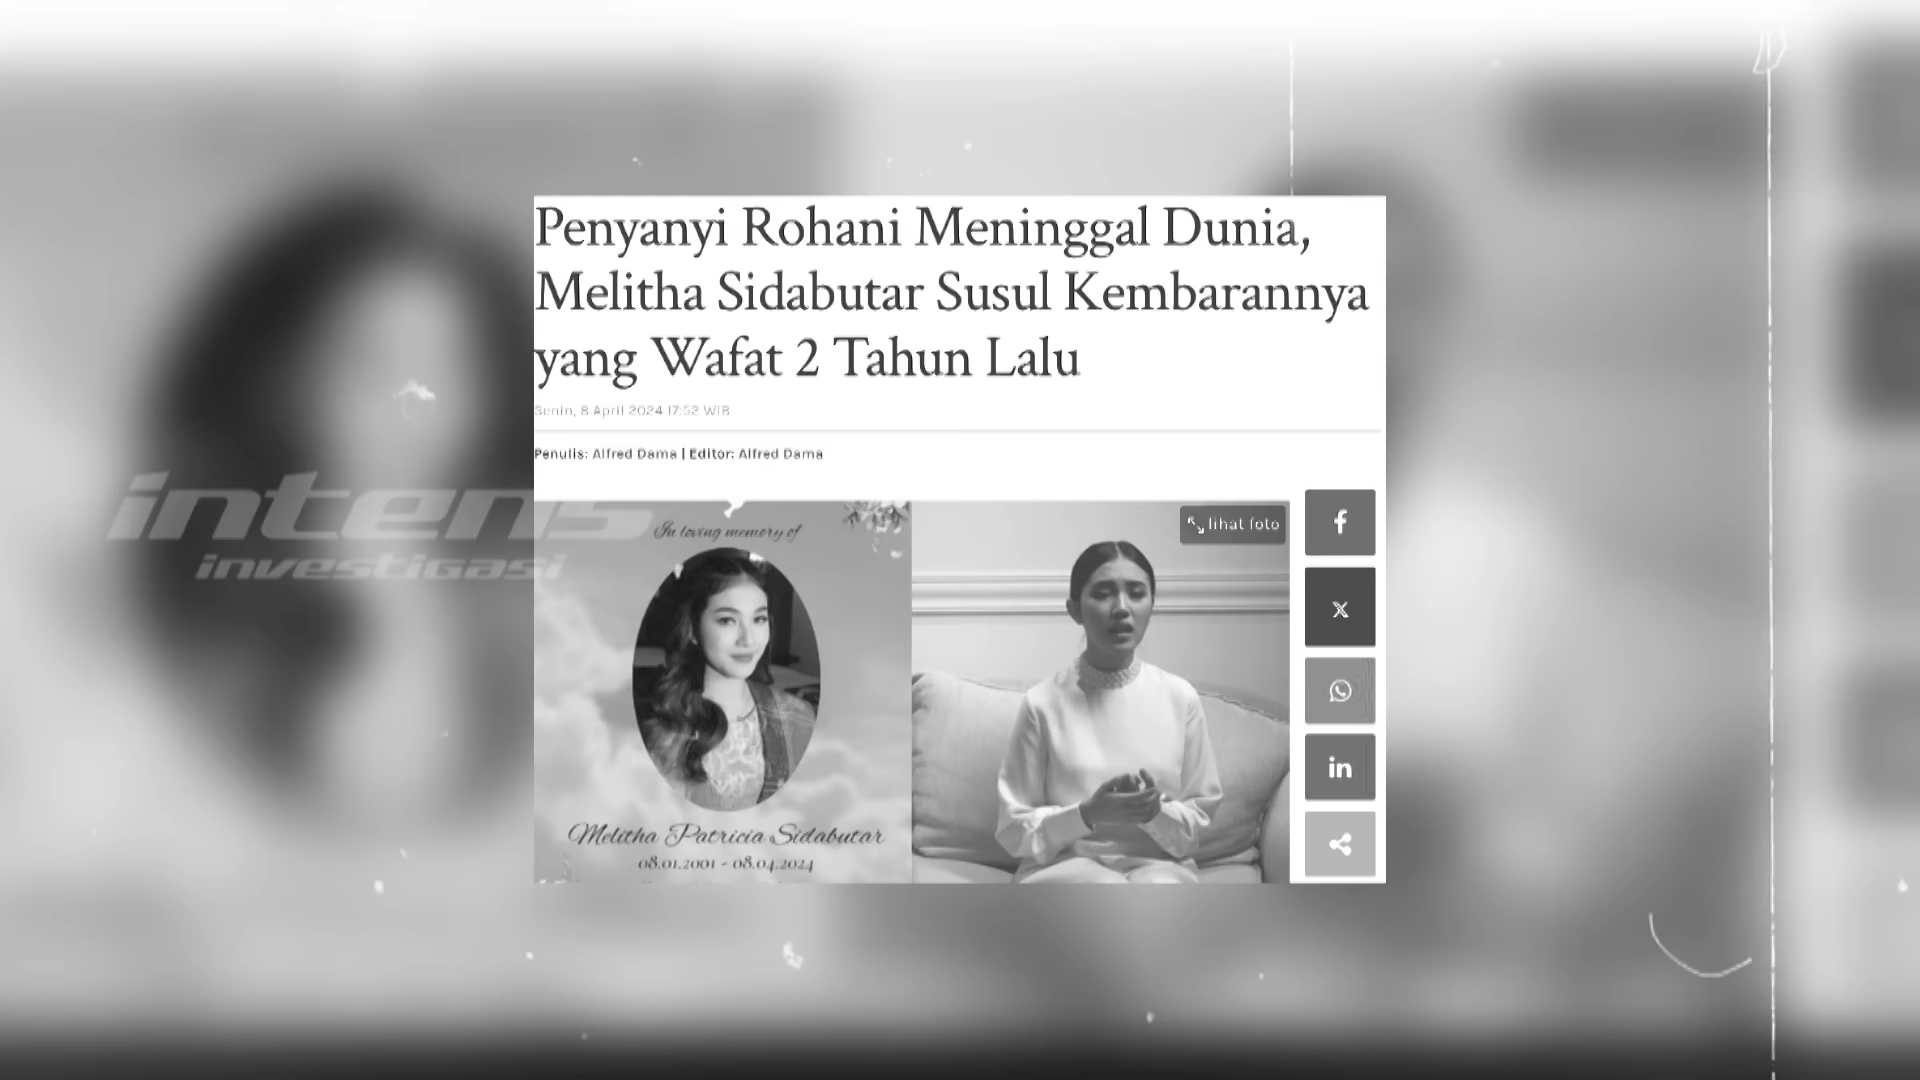 Penyanyi Rohani Meninggal Dunia,
Melitha Sidabutar Susul Kembarannya
yang Wafat 2 Tahun Lalu
Senin, 8 April 2024 17:52 WIB
Penulis: Alfred Dama | Editor: Alfred Dama
intens
investigasi
In loving memory of
lihat foto
Melitha Patricia Sidabutar
08.01.2001 - 08.04.2024